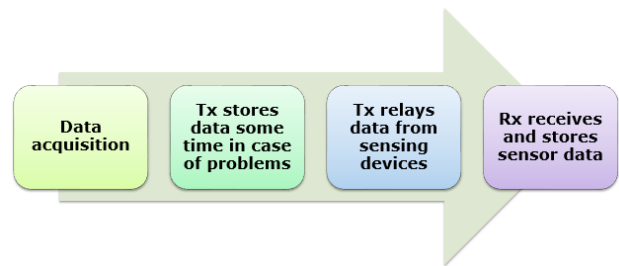 Data
acquisition
Tx stores
data some
time in case
of problems
Tx relays
data from
sensing
devices
Rx receives
and stores
sensor data